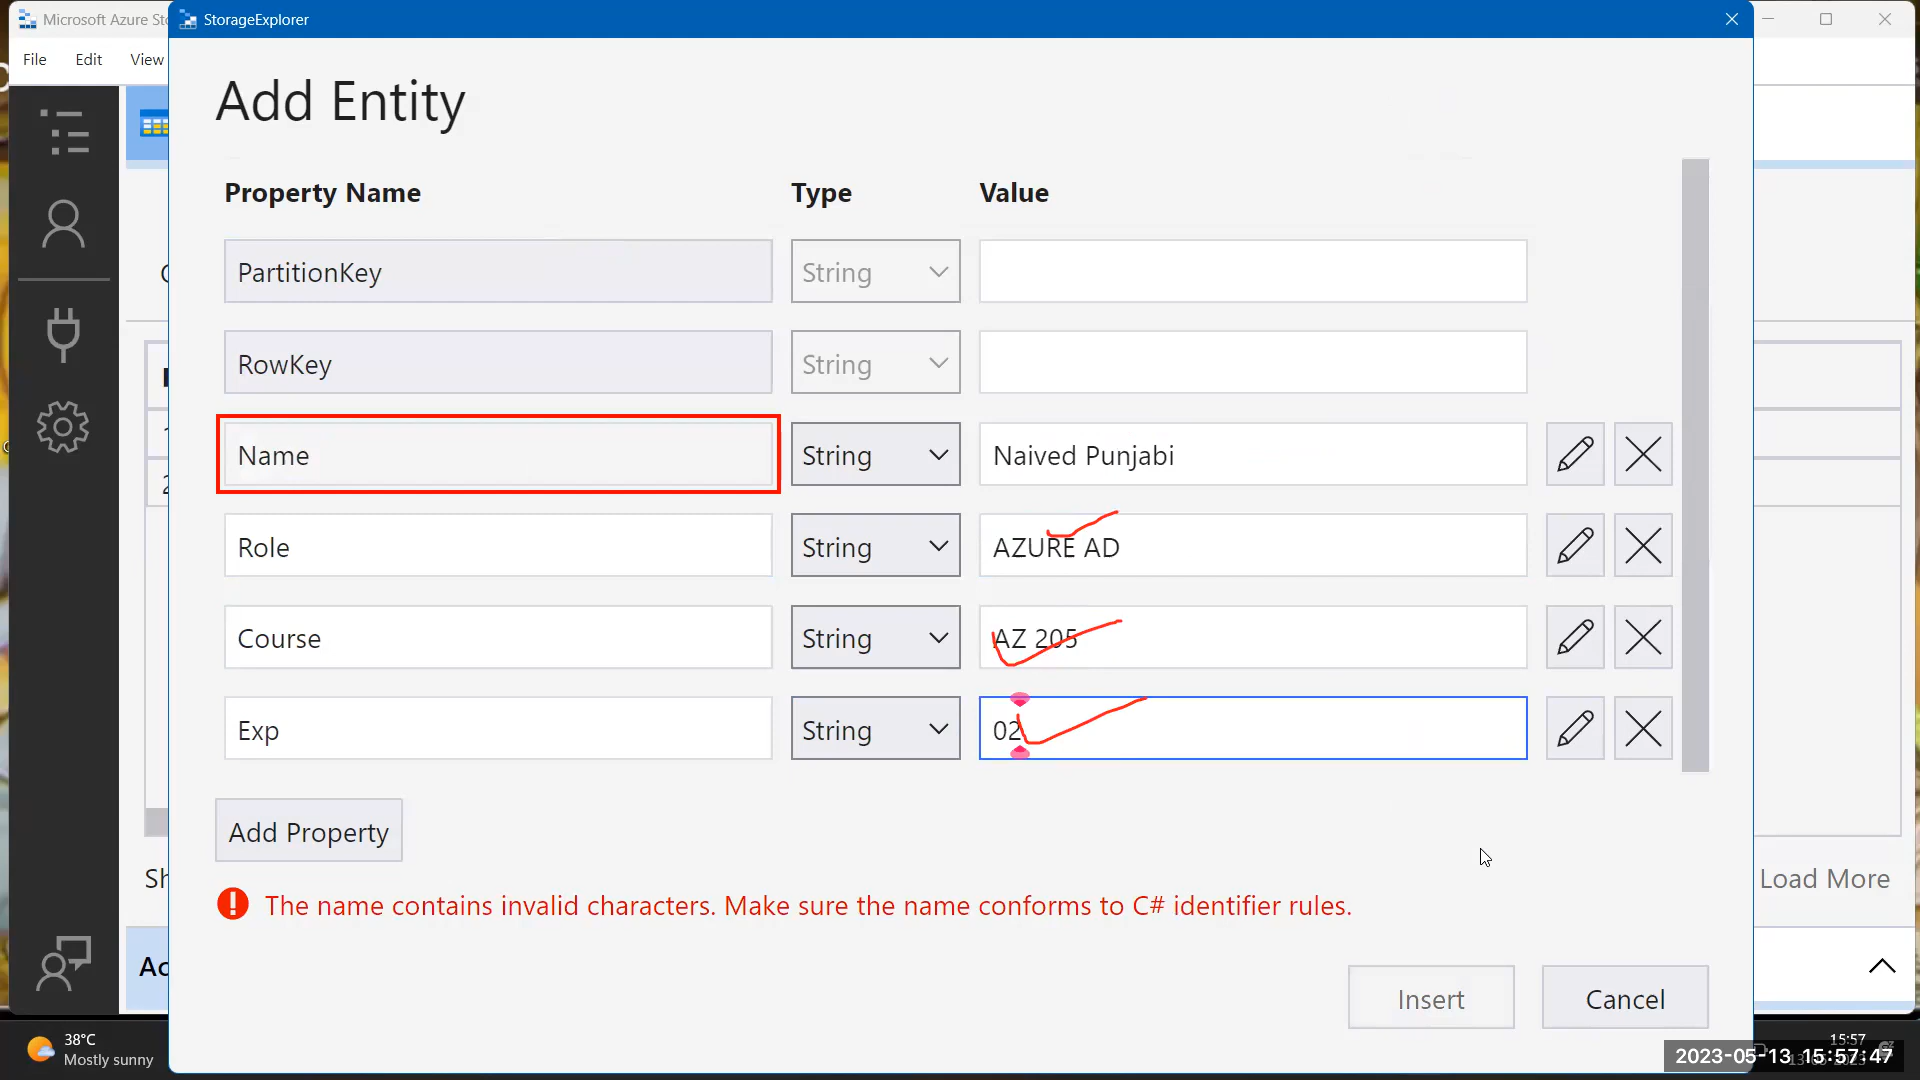 Microsoft Azure Sto
StorageExplorer
File Edit View
Add Entity
Property Name Type Value
PartitionKey String
RowKey String
Name String Naived Punjabi
Role String AZURE AD
Course String AZ 205
Exp String 02
Add Property
The name contains invalid characters. Make sure the name conforms to C# identifier rules.
Load More
Insert Cancel
38°C
Mostly sunny
15:57
2023-05-13 15:57:47